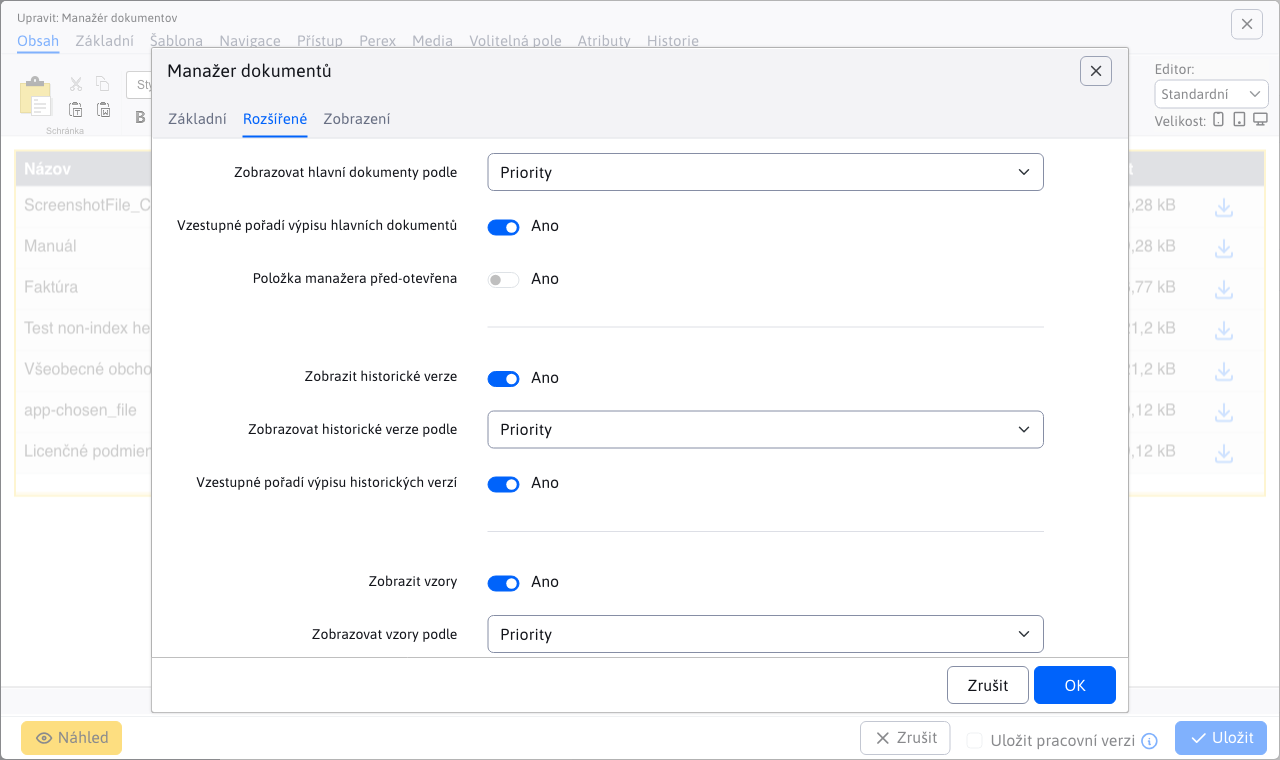 Upravit: Manažér dokumentov
Obsah Základní Šablona Navigace Přístup Perex Media Volitelná pole Atributy Historie
Editor:
Standardní
Velikost:
Schránka
B
Manažer dokumentů
Základní Rozšířené Zobrazení
Zobrazovat hlavní dokumenty podle Priority
Vzestupné pořadí výpisu hlavních dokumentů Ano
Položka manažera před-otevřena Ano
Zobrazit historické verze Ano
Zobrazovat historické verze podle Priority
Vzestupné pořadí výpisu historických verzí Ano
Zobrazit vzory Ano
Zobrazovat vzory podle Priority
Zrušit OK
Názov
ScreenshotFile_C ,28 kB
Manuál ,28 kB
Faktúra ,77 kB
Test non-index he 21,2 kB
Všeobecné obcho 21,2 kB
app-chosen_file ,12 kB
Licenčné podmier ,12 kB
Náhled Zrušit Uložit pracovní verzi Uložit